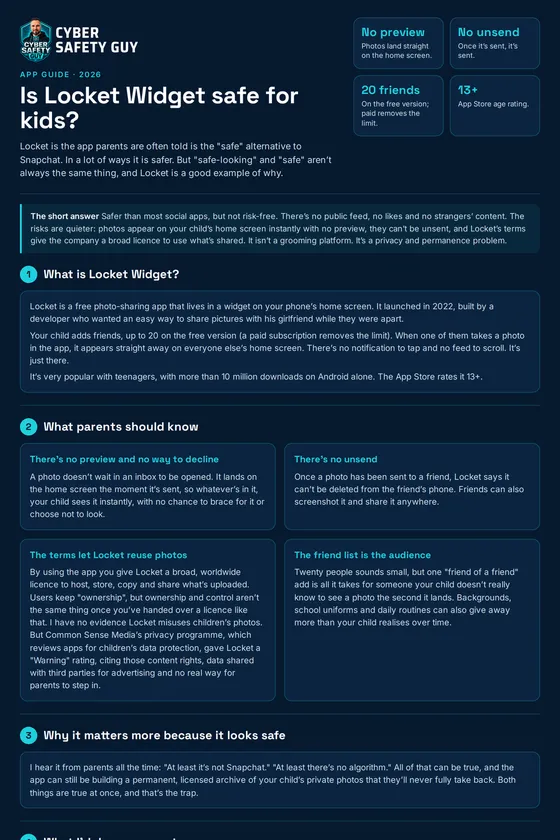 CYBER
SAFETY GUY
CYBER
SAFETY
GUY
APP GUIDE · 2026
Is Locket Widget safe for
kids?
Locket is the app parents are often told is the "safe" alternative to
Snapchat. In a lot of ways it is safer. But "safe-looking" and "safe" aren't
always the same thing, and Locket is a good example of why.
No preview
Photos land straight
on the home screen.
No unsend
Once it's sent, it's
sent.
20 friends
On the free version;
paid removes the
limit.
13+
App Store age rating.
The short answer Safer than most social apps, but not risk-free. There's no public feed, no likes and no strangers' content. The
risks are quieter: photos appear on your child's home screen instantly with no preview, they can't be unsent, and Locket's terms
give the company a broad licence to use what's shared. It isn't a grooming platform. It's a privacy and permanence problem.
1 What is Locket Widget?
Locket is a free photo-sharing app that lives in a widget on your phone's home screen. It launched in 2022, built by a
developer who wanted an easy way to share pictures with his girlfriend while they were apart.
Your child adds friends, up to 20 on the free version (a paid subscription removes the limit). When one of them takes a photo
in the app, it appears straight away on everyone else's home screen. There's no notification to tap and no feed to scroll. It's
just there.
It's very popular with teenagers, with more than 10 million downloads on Android alone. The App Store rates it 13+.
2 What parents should know
There's no preview and no way to decline
A photo doesn't wait in an inbox to be opened. It lands on
the home screen the moment it's sent, so whatever's in it,
your child sees it instantly, with no chance to brace for it or
choose not to look.
There's no unsend
Once a photo has been sent to a friend, Locket says it
can't be deleted from the friend's phone. Friends can also
screenshot it and share it anywhere.
The terms let Locket reuse photos
By using the app you give Locket a broad, worldwide
licence to host, store, copy and share what's uploaded.
Users keep "ownership", but ownership and control aren't
the same thing once you've handed over a licence like
that. I have no evidence Locket misuses children's photos.
But Common Sense Media's privacy programme, which
reviews apps for children's data protection, gave Locket a
"Warning" rating, citing those content rights, data shared
with third parties for advertising and no real way for
parents to step in.
The friend list is the audience
Twenty people sounds small, but one "friend of a friend"
add is all it takes for someone your child doesn't really
know to see a photo the second it lands. Backgrounds,
school uniforms and daily routines can also give away
more than your child realises over time.
3 Why it matters more because it looks safe
I hear it from parents all the time: "At least it's not Snapchat." "At least there's no algorithm." All of that can be true, and the
app can still be building a permanent, licensed archive of your child's private photos that they'll never fully take back. Both
things are true at once, and that's the trap.